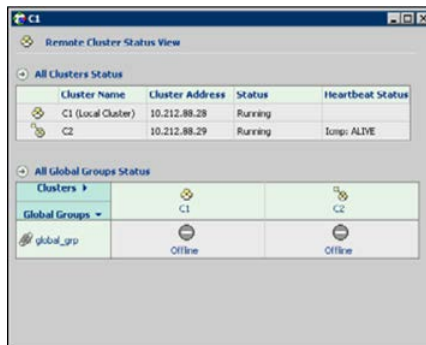 C1
Remote Cluster Status View
All Clusters Status
Cluster Name Cluster Address Status Heartbeat Status
C1 (Local Cluster) 10.212.88.28 Running
C2 10.212.88.29 Running Icmp: ALIVE
All Global Groups Status
Clusters
C1 C2
Global Groups
global_grp
Offline Offline